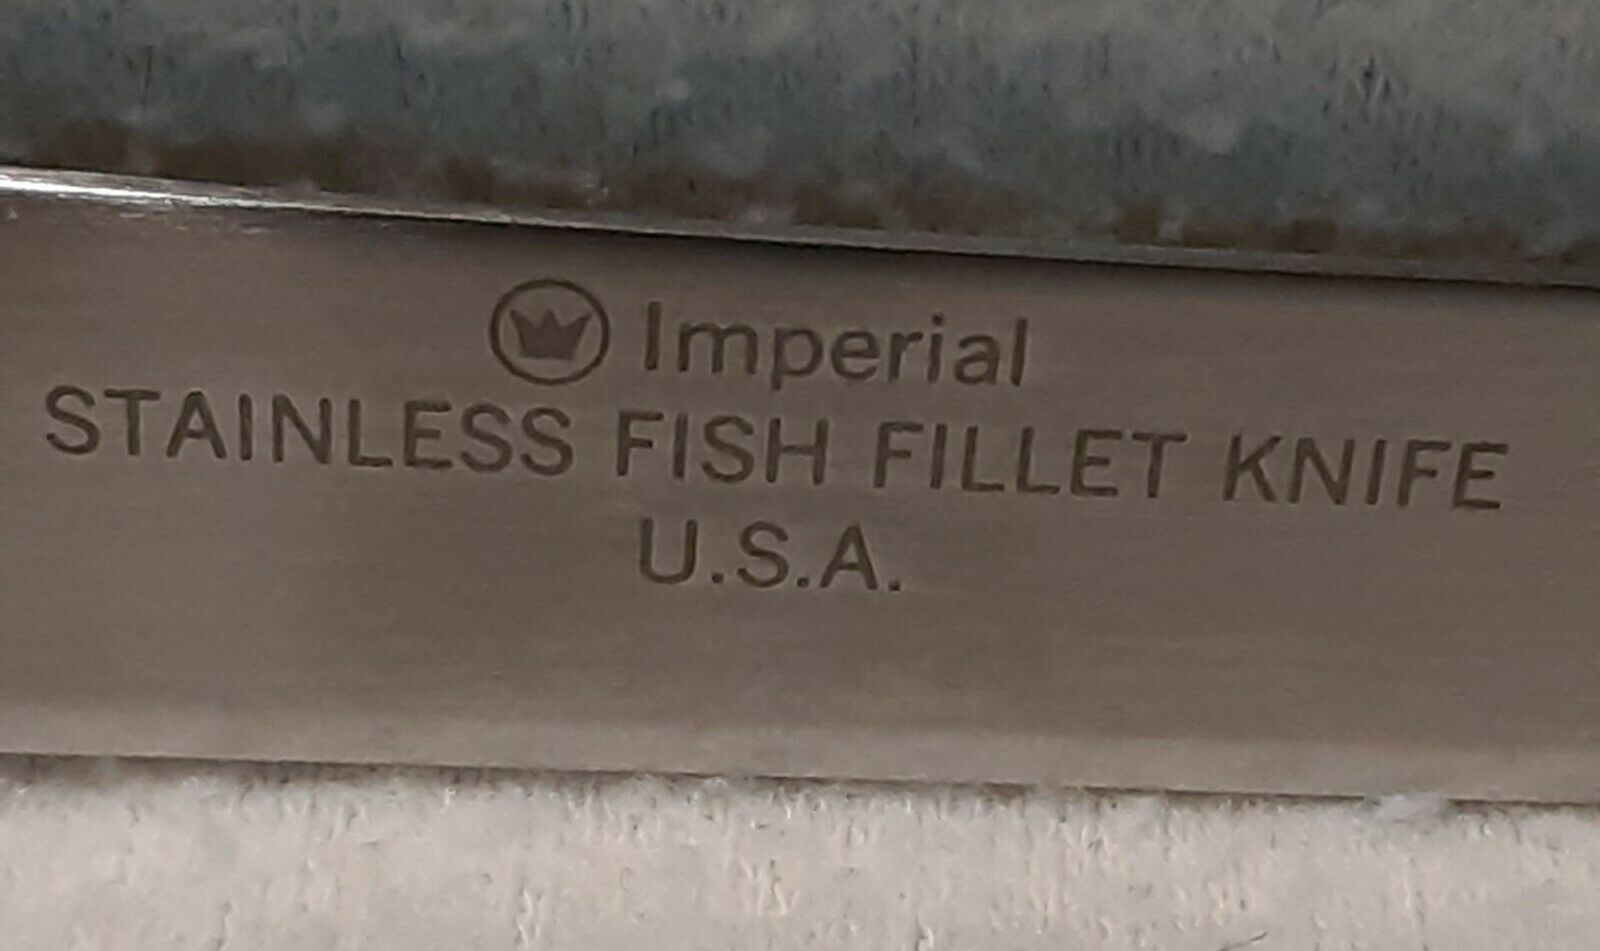 Imperial
STAINLESS FISH FILLET KNIFE
U.S.A.